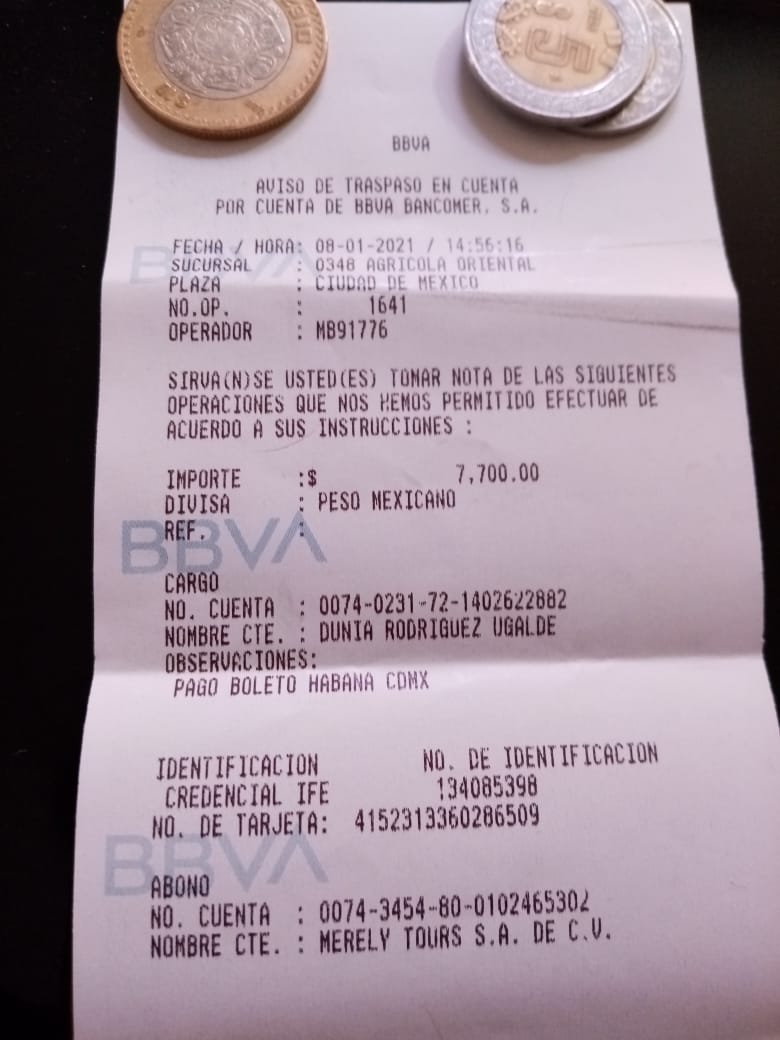 BBVA
AVISO DE TRASPASO EN CUENTA
POR CUENTA DE BBVA BANCOMER, S.A.
FECHA / HORA: 08-01-2021 / 14:56:16
SUCURSAL : 0348 AGRICOLA ORIENTAL
PLAZA : CIUDAD DE MEXICO
NO.OP. : 1641
OPERADOR : MB91776
SIRVA(N)SE USTED(ES) TOMAR NOTA DE LAS SIGUIENTES
OPERACIONES QUE NOS HEMOS PERMITIDO EFECTUAR DE
ACUERDO A SUS INSTRUCCIONES :
IMPORTE :$ 7,700.00
DIVISA : PESO MEXICANO
REF. :
BBVA
CARGO
NO. CUENTA : 0074-0231-72-1402622882
NOMBRE CTE. : DUNIA RODRIGUEZ UGALDE
OBSERVACIONES:
PAGO BOLETO HABANA CDMX
IDENTIFICACION NO. DE IDENTIFICACION
CREDENCIAL IFE 134085398
NO. DE TARJETA: 4152313360286509
BBVA
ABONO
NO. CUENTA : 0074-3454-80-0102465302
NOMBRE CTE. : MERELY TOURS S.A. DE C.V.